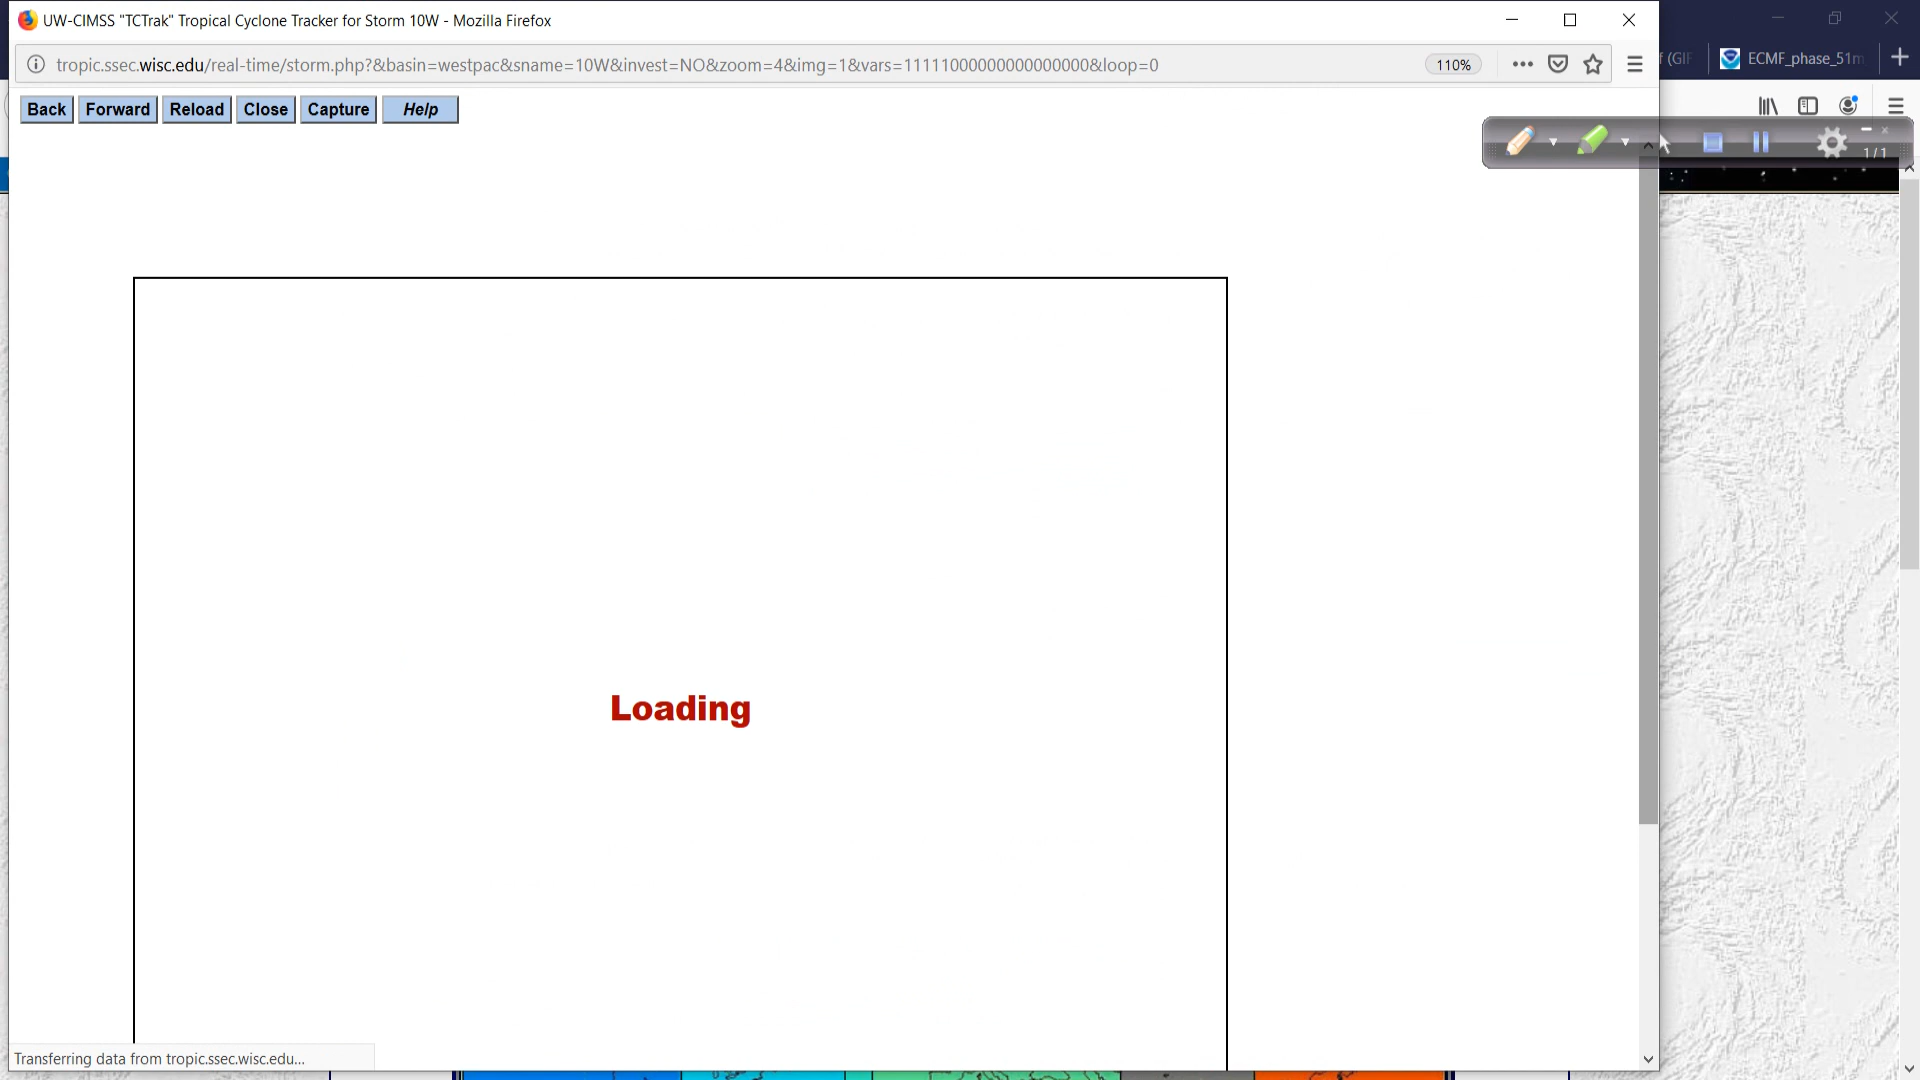 UW-CIMSS "TCTrak" Tropical Cyclone Tracker for Storm 10W - Mozilla Firefox
tropic.ssec.wisc.edu/real-time/storm.php?&basin=westpac&sname=10W&invest=NO&zoom=4&img=1&vars=11111000000000000000&loop=0
110%
(GIF
ECMF_phase_51m
Back Forward Reload Close Capture Help
1/1
Loading
Transferring data from tropic.ssec.wisc.edu...